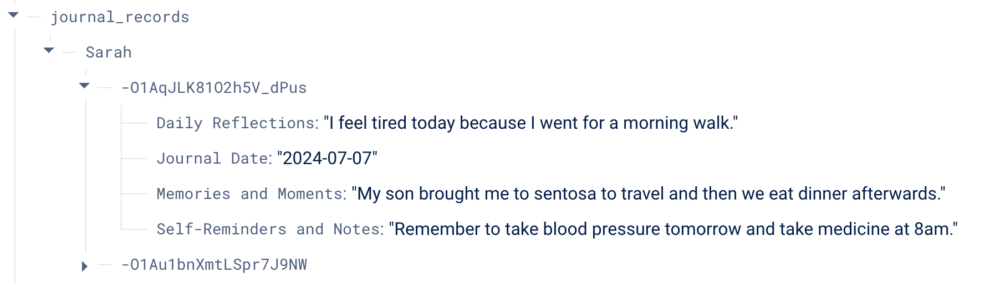 journal_records
Sarah
-O1AqJLK81O2h5V_dPus
Daily Reflections: "I feel tired today because I went for a morning walk."
Journal Date: "2024-07-07"
Memories and Moments: "My son brought me to sentosa to travel and then we eat dinner afterwards."
Self-Reminders and Notes: "Remember to take blood pressure tomorrow and take medicine at 8am."
-O1Au1bnXmtLSpr7J9NW